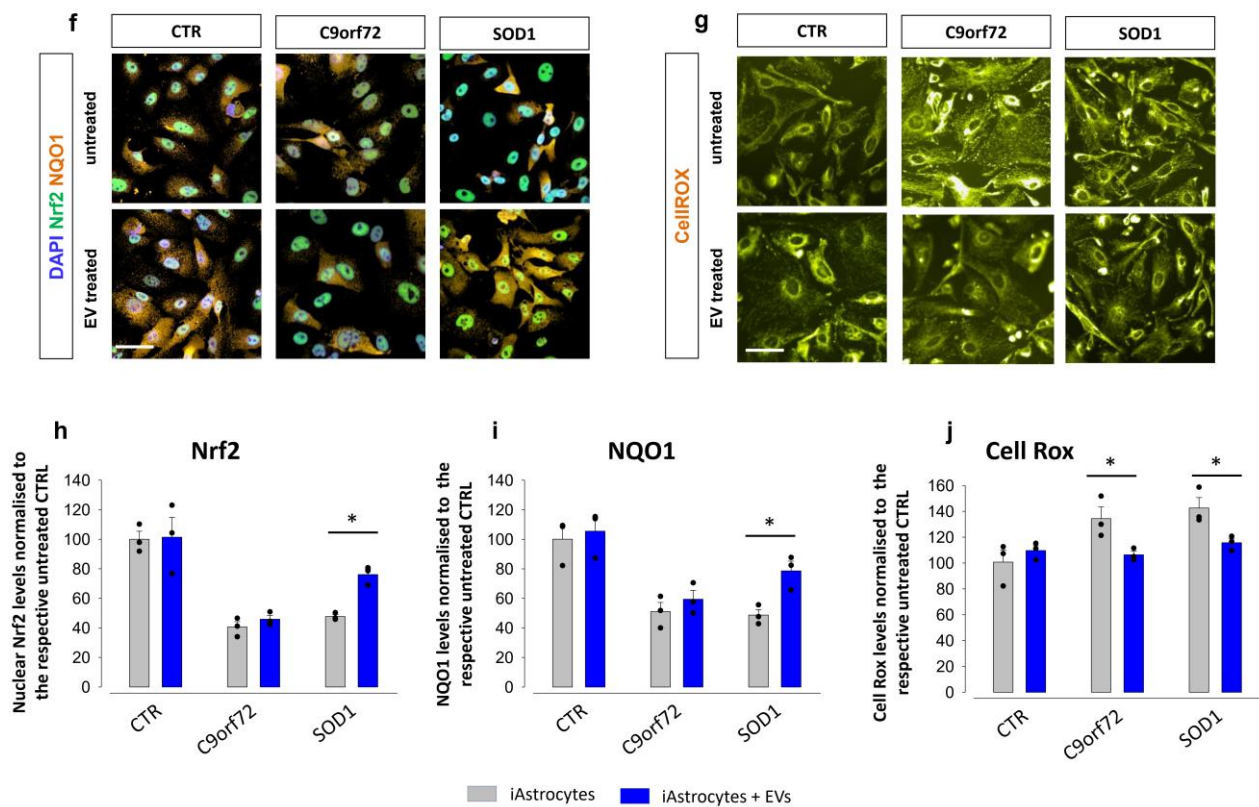 f
CTR
C9orf72
SOD1
DAPI Nrf2 NQO1
untreated
EV treated
g
CTR
C9orf72
SOD1
CellROX
untreated
EV treated
h
Nrf2
Nuclear Nrf2 levels normalised to
the respective untreated CTRL
140
120
100
80
60
40
20
0
*
CTR
C9orf72
SOD1
i
NQO1
NQO1 levels normalised to the
respective untreated CTRL
140
120
100
80
60
40
20
0
*
CTR
C9orf72
SOD1
j
Cell Rox
Cell Rox levels normalised to the
respective untreated CTRL
160
140
120
100
80
60
40
20
0
*
*
CTR
C9orf72
SOD1
iAstrocytes
iAstrocytes + EVs